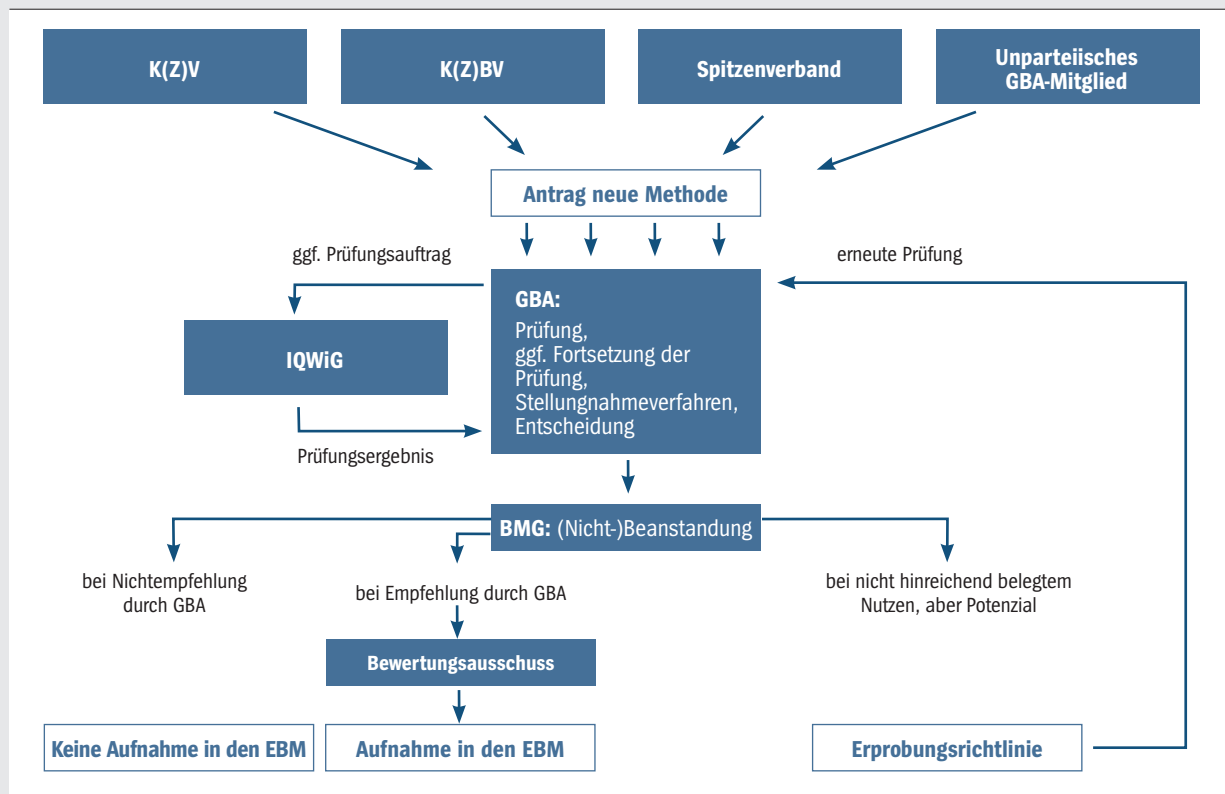 K(Z)V
K(Z)BV
Spitzenverband
Unparteiisches
GBA-Mitglied
Antrag neue Methode
ggf. Prüfungsauftrag
erneute Prüfung
GBA:
Prüfung,
ggf. Fortsetzung der
Prüfung,
Stellungnahmeverfahren,
Entscheidung
IQWiG
Prüfungsergebnis
BMG: (Nicht-)Beanstandung
bei Nichtempfehlung
durch GBA
bei Empfehlung durch GBA
bei nicht hinreichend belegtem
Nutzen, aber Potenzial
Bewertungsausschuss
Keine Aufnahme in den EBM
Aufnahme in den EBM
Erprobungsrichtlinie